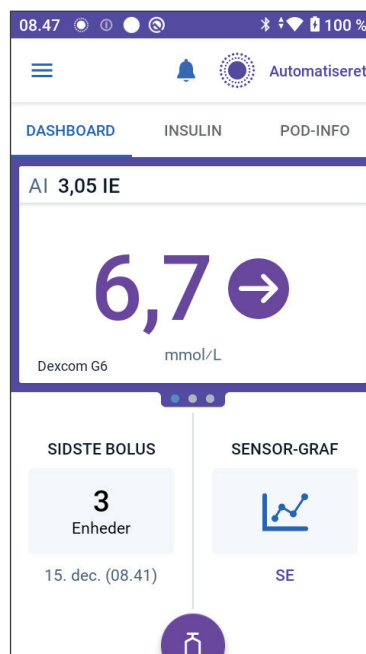 08.47 100 %
Automatiseret
DASHBOARD INSULIN POD-INFO
AI 3,05 IE
6,7
mmol/L
Dexcom G6
SIDSTE BOLUS
3
Enheder
15. dec. (08.41)
SENSOR-GRAF
SE